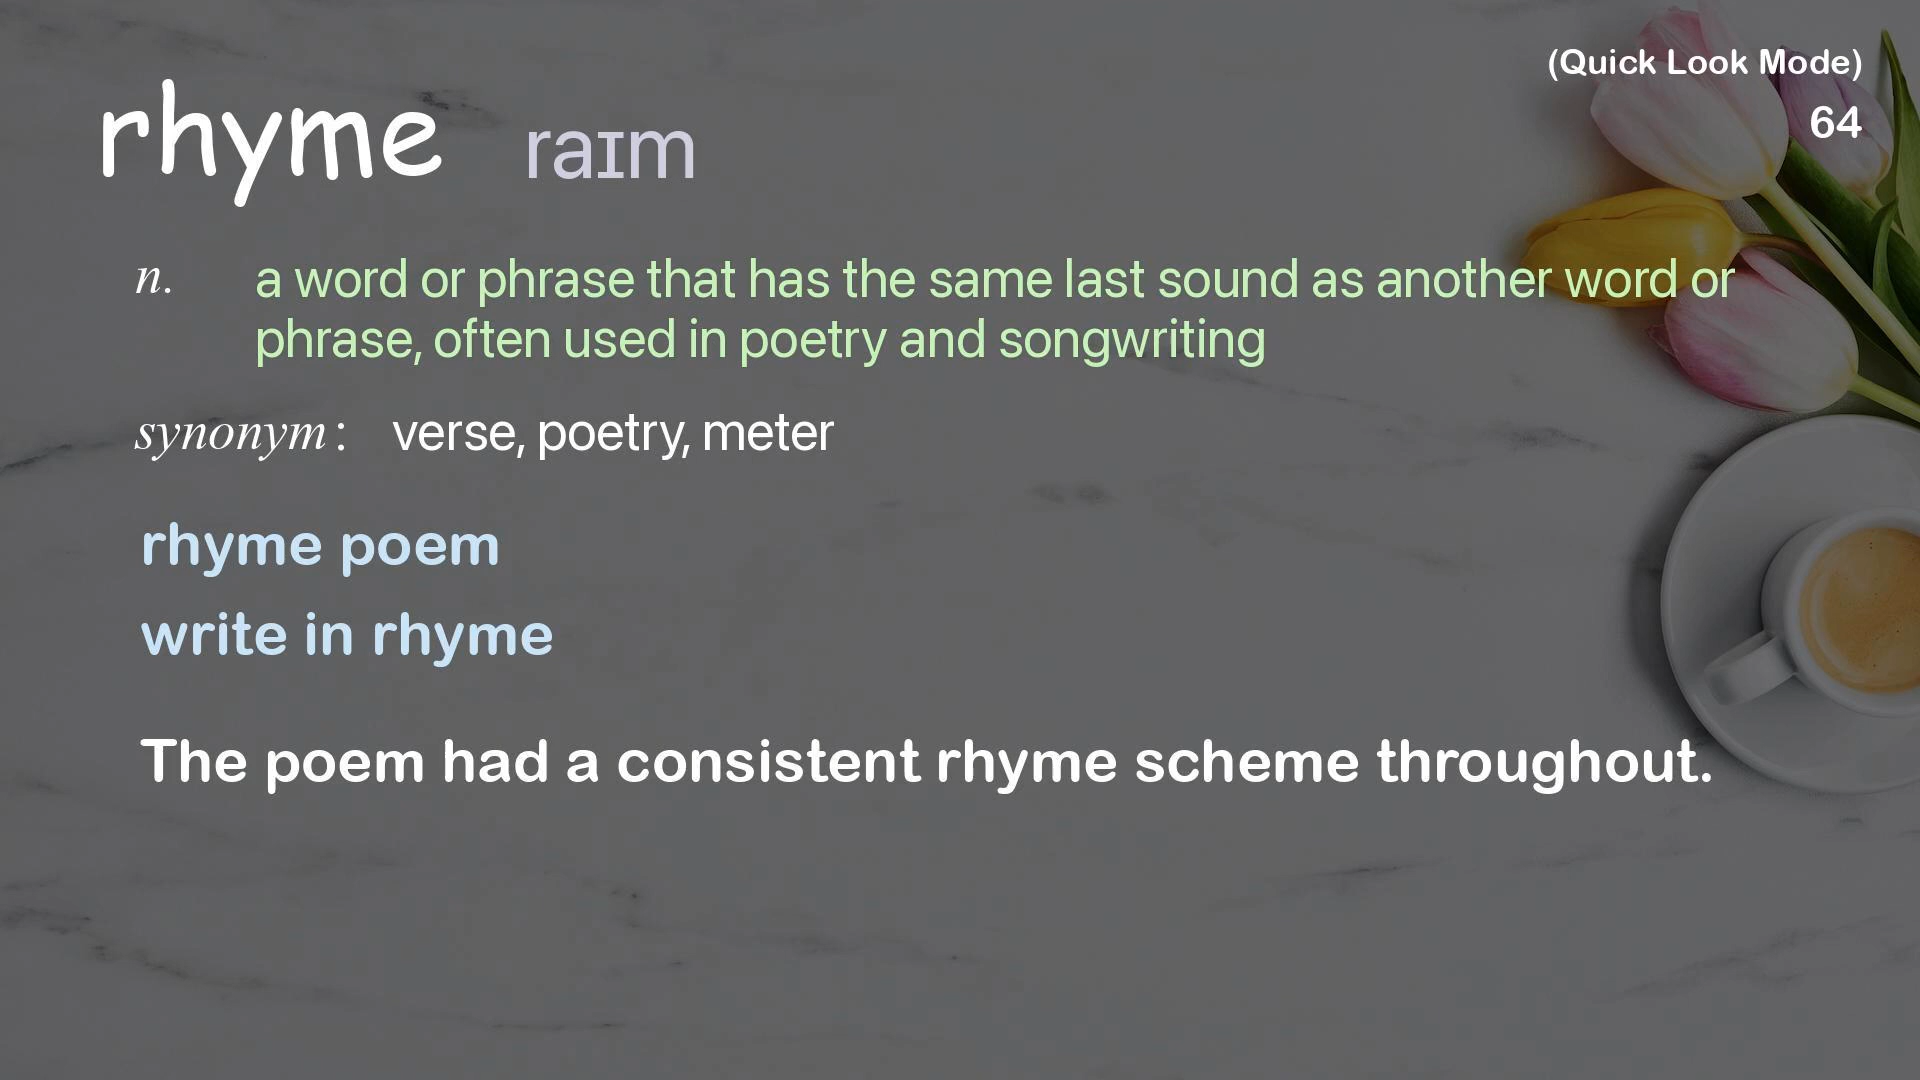 (Quick Look Mode)
64
rhyme raɪm
n. a word or phrase that has the same last sound as another word or
phrase, often used in poetry and songwriting
synonym: verse, poetry, meter
rhyme poem
write in rhyme
The poem had a consistent rhyme scheme throughout.